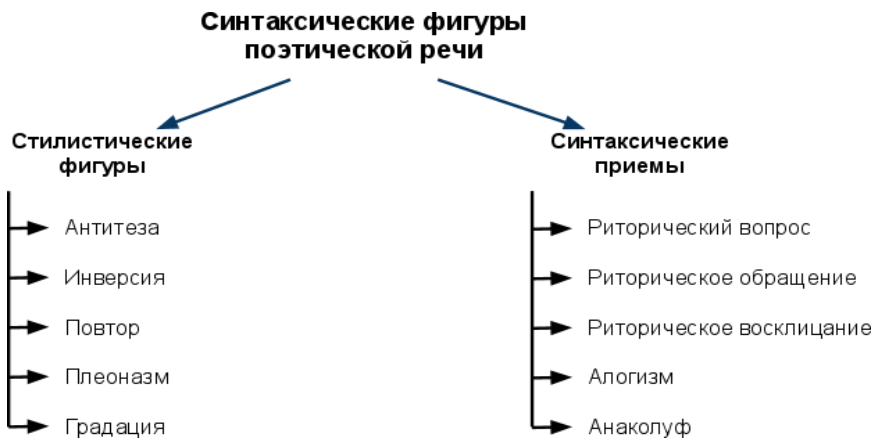 Синтаксические фигуры
поэтической речи
Стилистические
фигуры
Антитеза
Инверсия
Повтор
Плеоназм
Градация
Синтаксические
приемы
Риторический вопрос
Риторическое обращение
Риторическое восклицание
Алогизм
Анаколуф